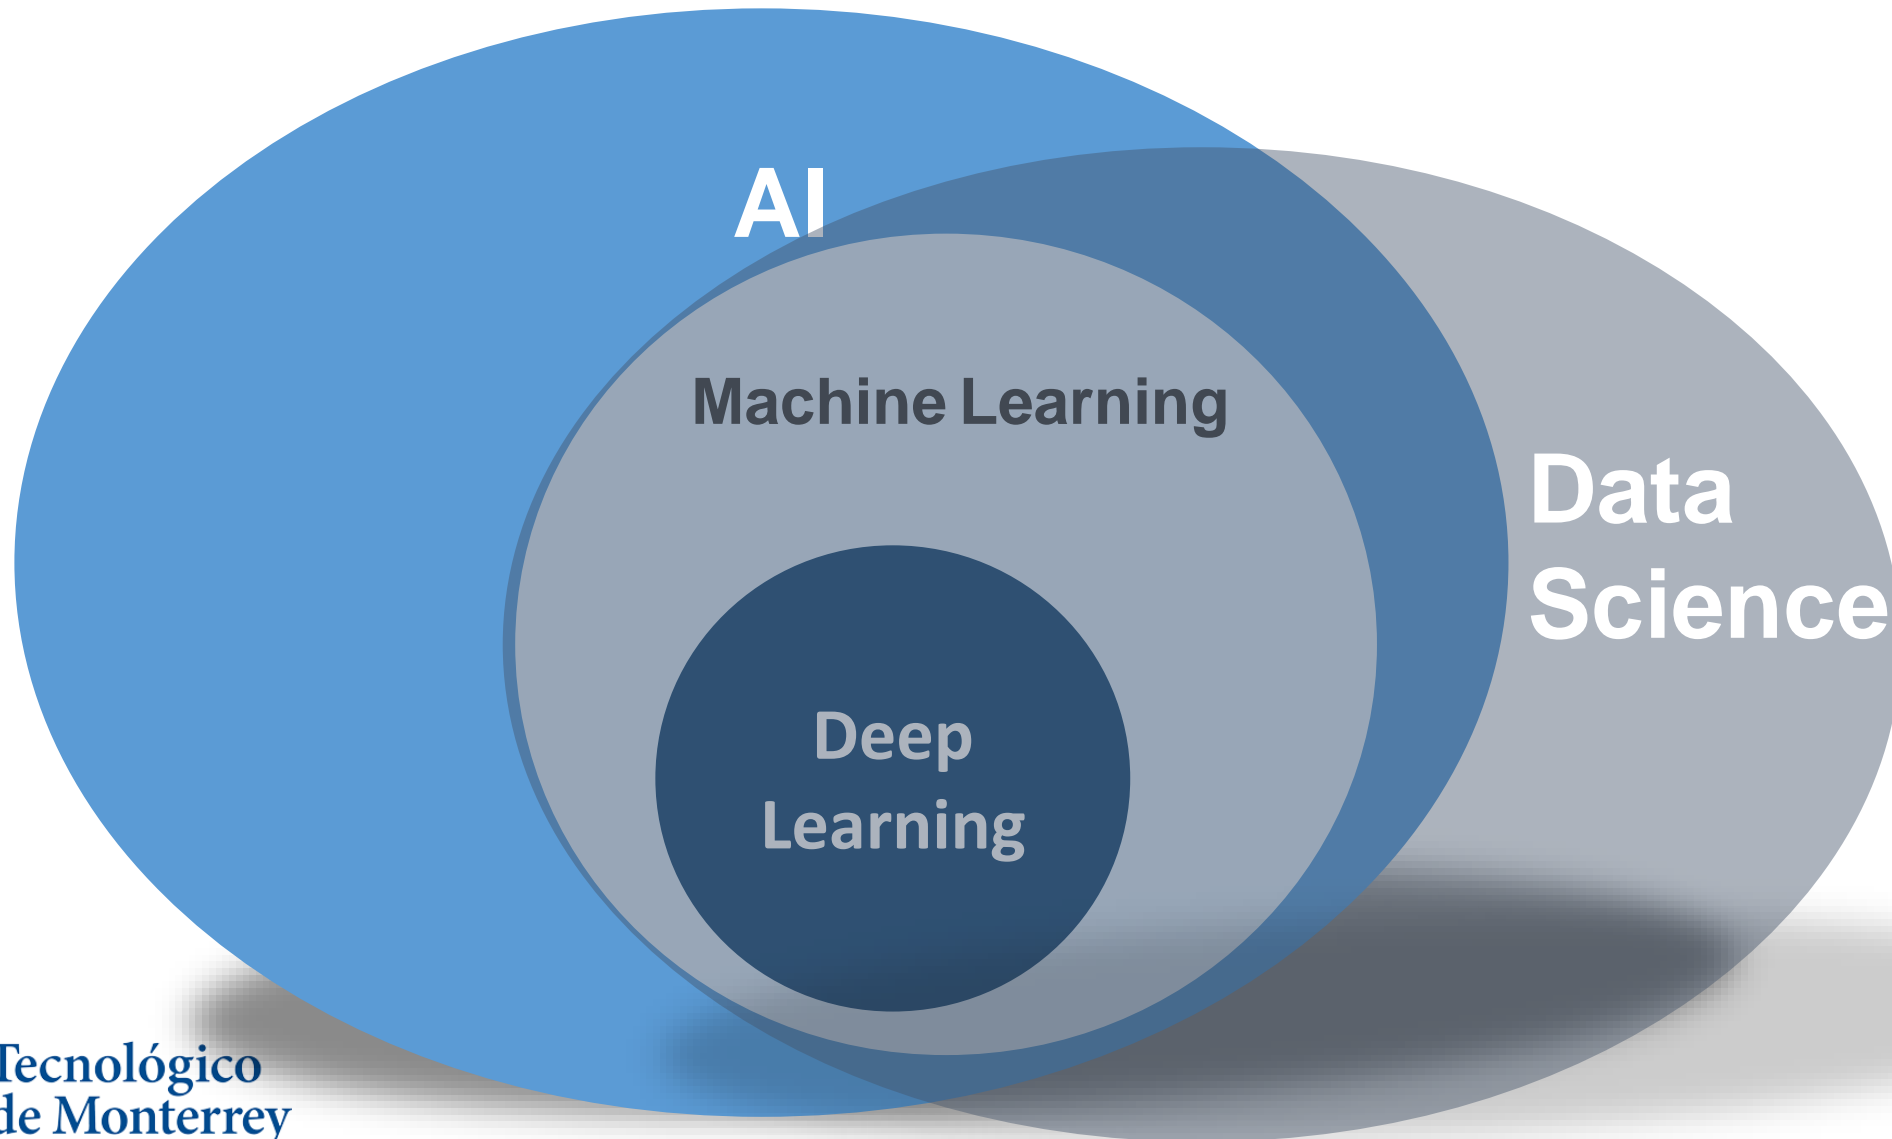 AI
Machine Learning
Data
Science
Deep
Learning
Tecnológico
de Monterrey